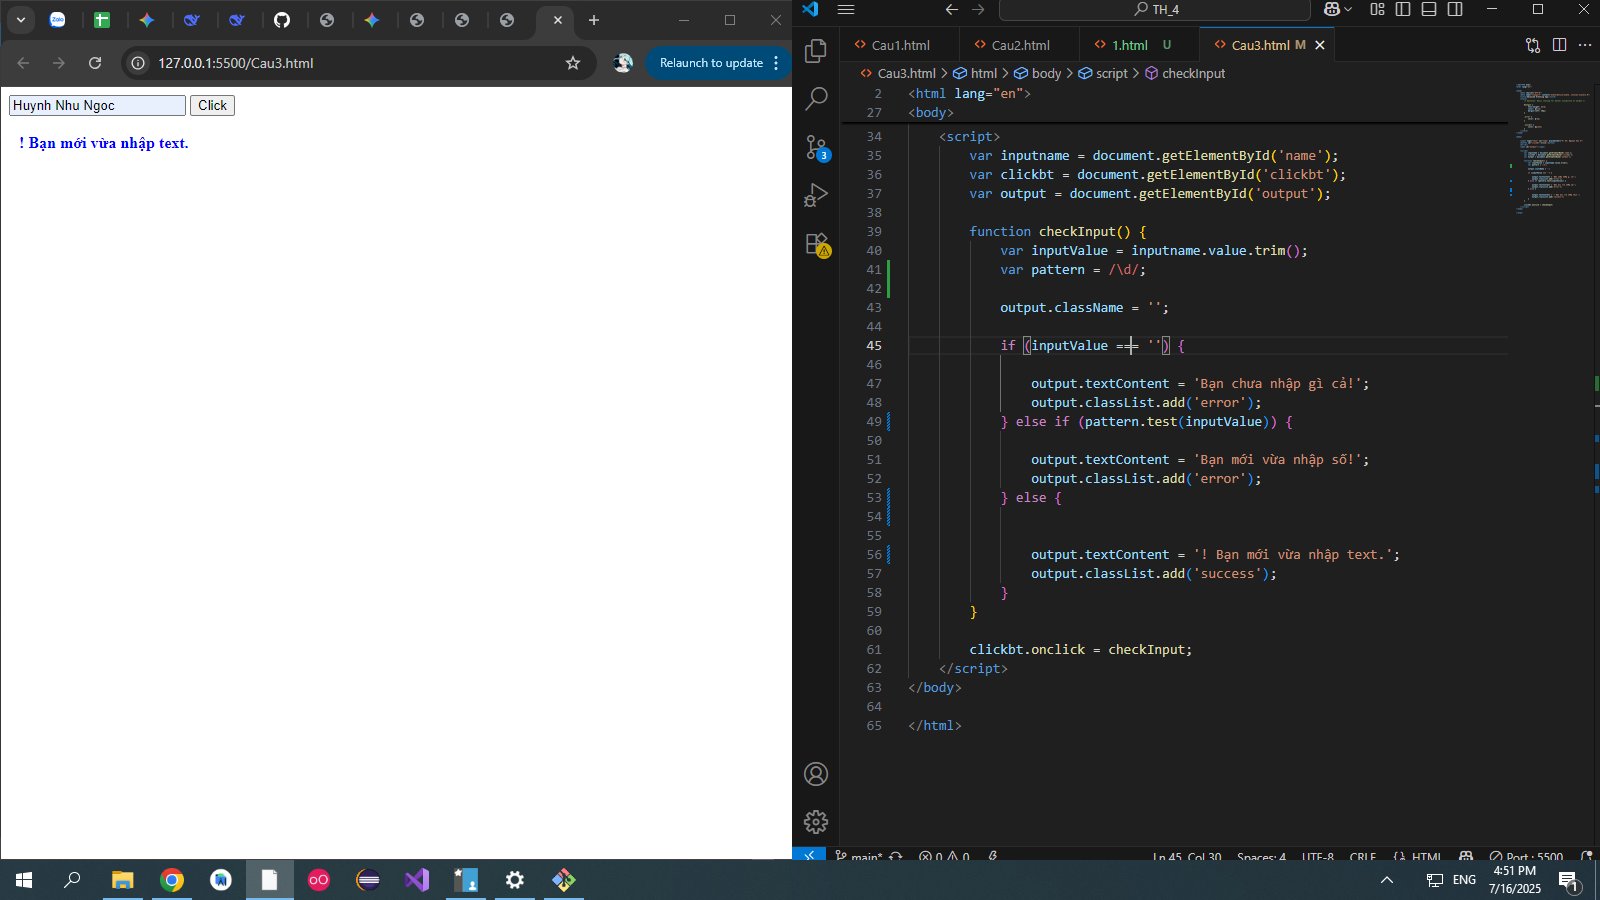 Zalo
127.0.0.1:5500/Cau3.html
Relaunch to update
Huynh Nhu Ngoc
Click
! Bạn mới vừa nhập text.
TH_4
Cau1.html
Cau2.html
1.html U
Cau3.html M
Cau3.html > html > body > script > checkInput
2 <html lang="en">
27 <body>
34 <script>
35 var inputname = document.getElementById('name');
36 var clickbt = document.getElementById('clickbt');
37 var output = document.getElementById('output');
38
39 function checkInput() {
40 var inputValue = inputname.value.trim();
41 var pattern = /\d/;
42
43 output.className = '';
44
45 if (inputValue === '') {
46
47 output.textContent = 'Bạn chưa nhập gì cả!';
48 output.classList.add('error');
49 } else if (pattern.test(inputValue)) {
50
51 output.textContent = 'Bạn mới vừa nhập số!';
52 output.classList.add('error');
53 } else {
54
55
56 output.textContent = '! Bạn mới vừa nhập text.';
57 output.classList.add('success');
58 }
59 }
60
61 clickbt.onclick = checkInput;
62 </script>
63 </body>
64
65 </html>
3
main* 0 0 Ln 45, Col 30 Spaces: 4 UTF-8 CRLF {} HTML Port : 5500
ENG
4:51 PM
7/16/2025
1